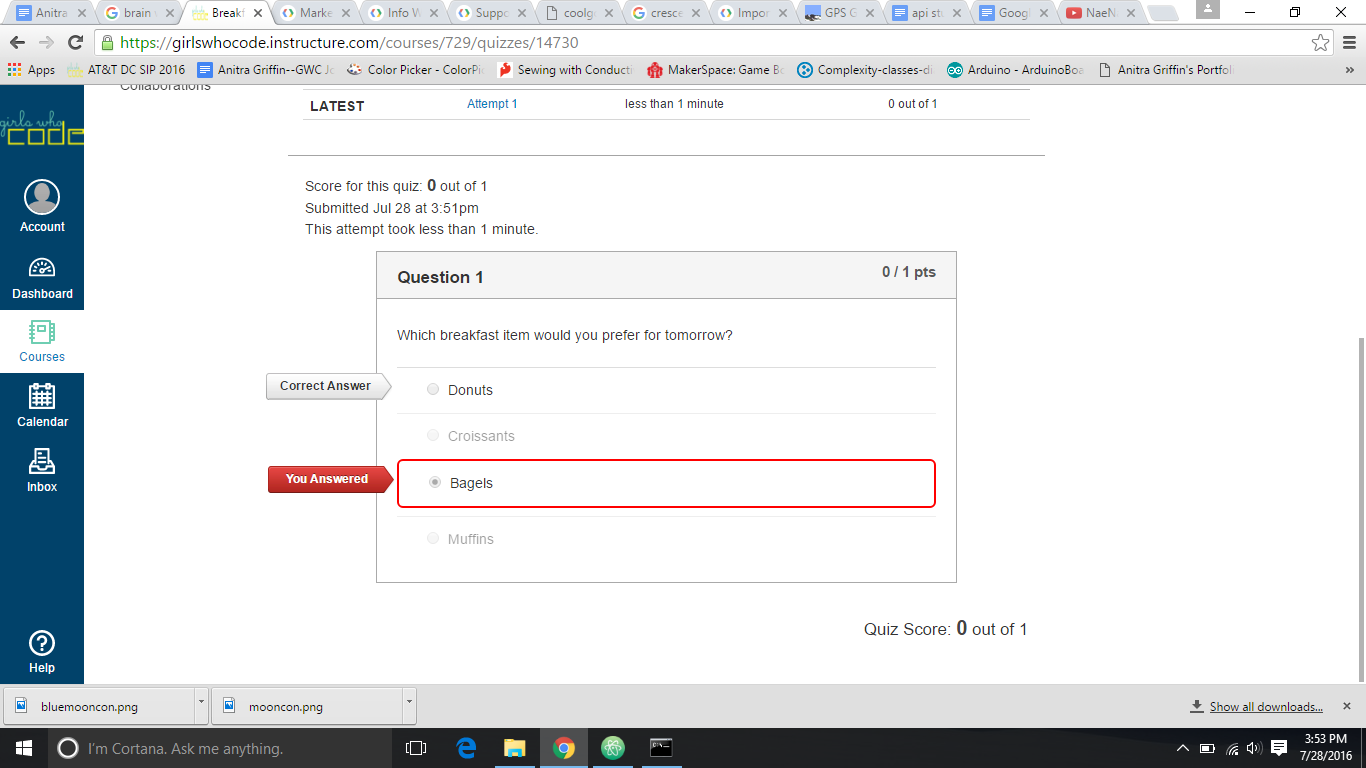 Anitra
brain
Breakf
Marke
Info W
Suppo
coolg
cresce
Impor
GPS G
api stu
Googl
NaeN
https://girlswhocode.instructure.com/courses/729/quizzes/14730
Apps
AT&T DC SIP 2016
Anitra Griffin--GWC Jo
Color Picker - ColorPic
Sewing with Conducti
MakerSpace: Game Bo
Complexity-classes-di
Arduino - ArduinoBoa
Anitra Griffin's Portfol
»
girls who
code
Account
Dashboard
Courses
Calendar
Inbox
Help
Collaborations
LATEST Attempt 1 less than 1 minute 0 out of 1
Score for this quiz: 0 out of 1
Submitted Jul 28 at 3:51pm
This attempt took less than 1 minute.
Question 1 0 / 1 pts
Which breakfast item would you prefer for tomorrow?
Correct Answer Donuts
Croissants
You Answered Bagels
Muffins
Quiz Score: 0 out of 1
bluemooncon.png
mooncon.png
Show all downloads...
I'm Cortana. Ask me anything.
3:53 PM
7/28/2016